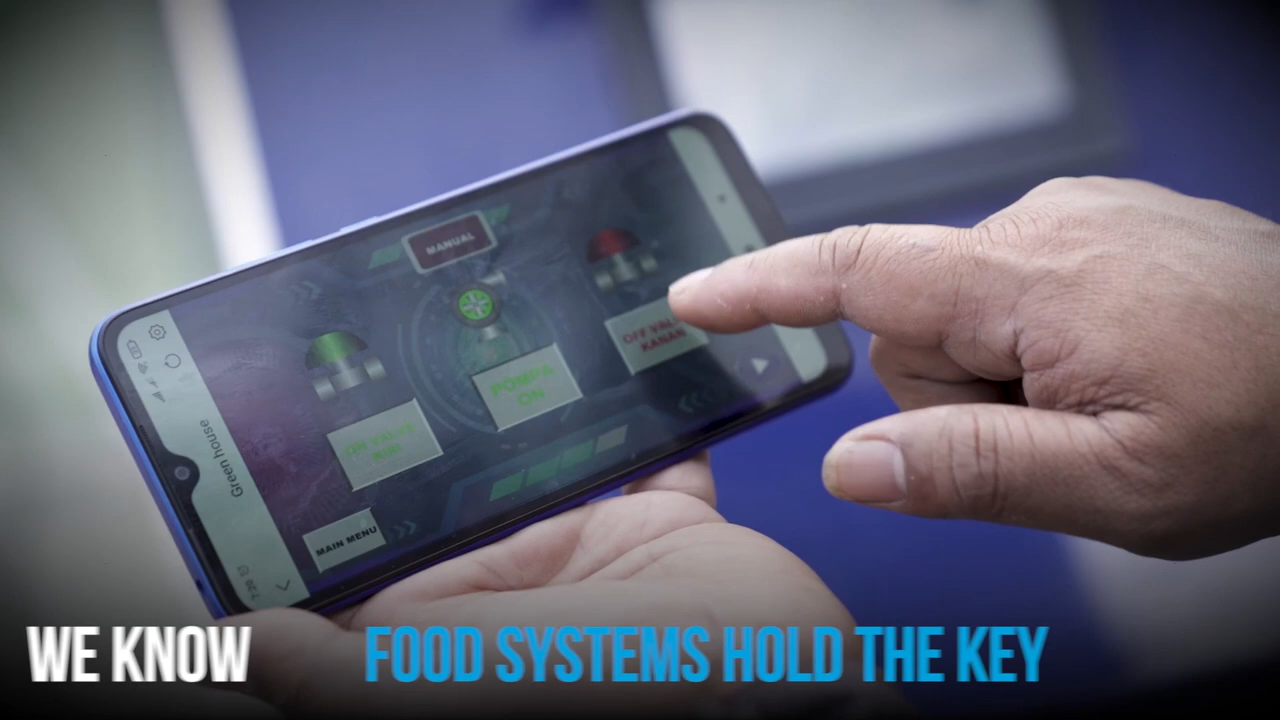 MANUAL
OFF VALVE
KANAN
POMPA
ON
ON VALVE
Green house
MAIN MENU
WE KNOW FOOD SYSTEMS HOLD THE KEY